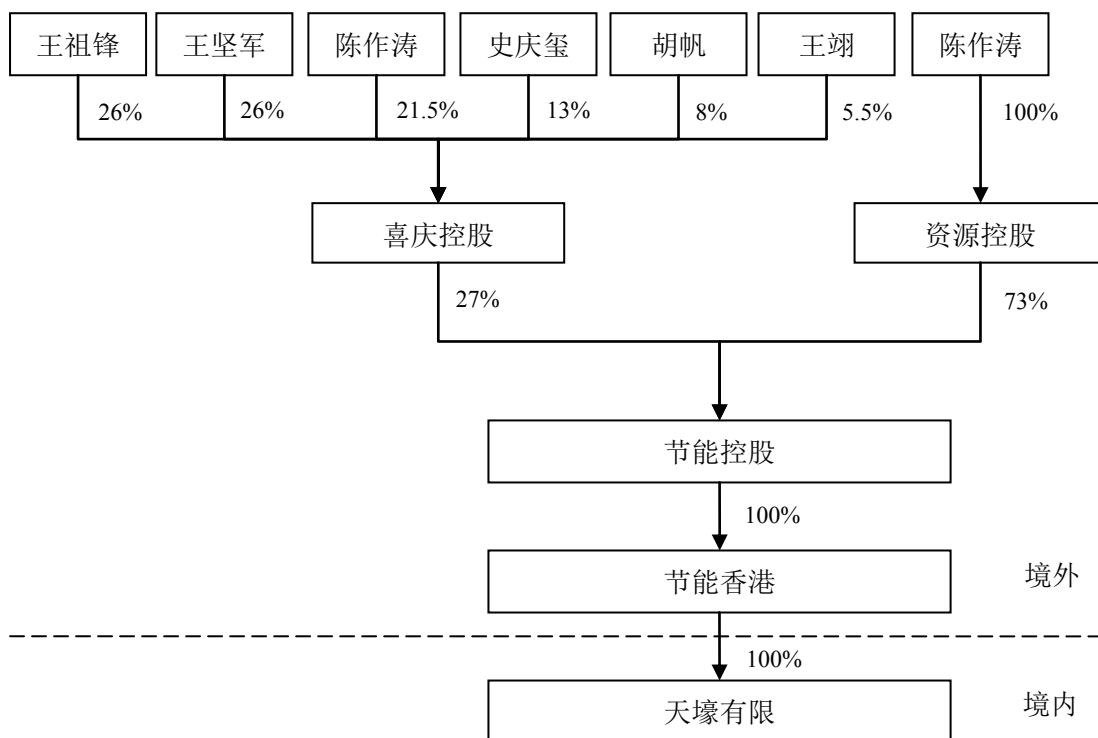 王祖锋 王坚军 陈作涛 史庆玺 胡帆 王翊 陈作涛
26% 26% 21.5% 13% 8% 5.5% 100%
喜庆控股 资源控股
27% 73%
节能控股
100%
节能香港 境外
100%
天壕有限 境内